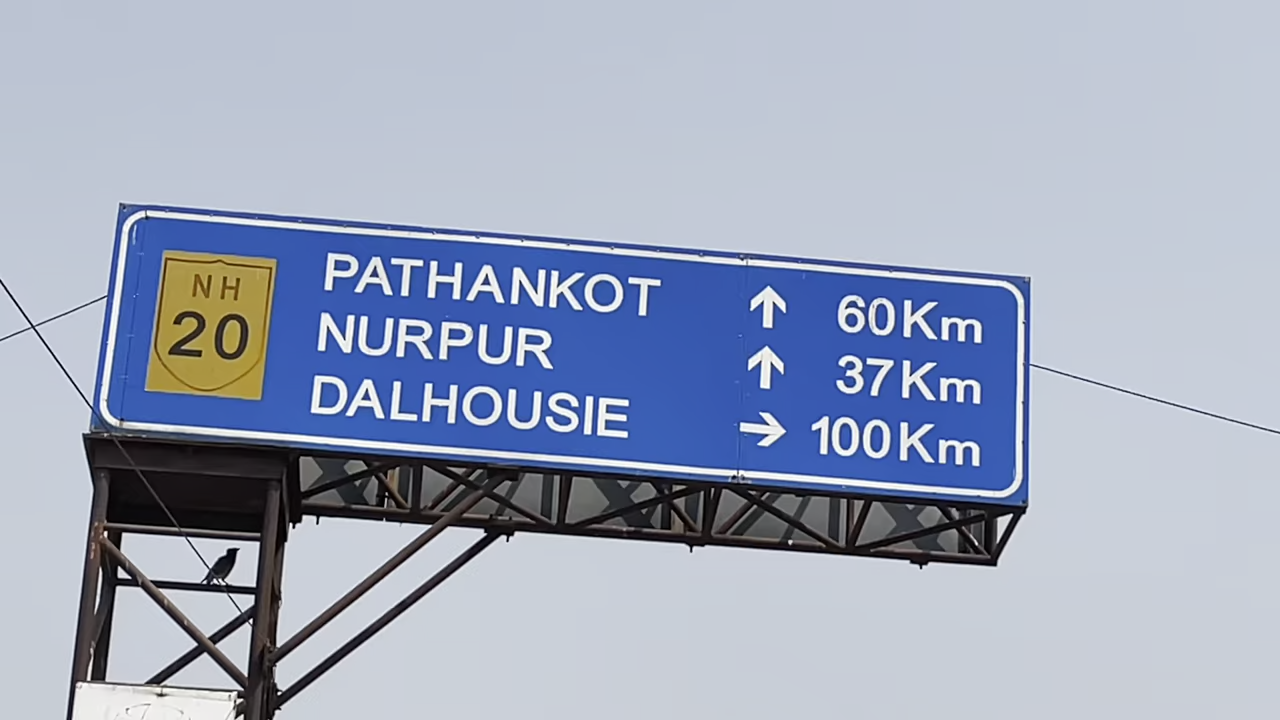 NH
20
PATHANKOT ↑ 60Km
NURPUR ↑ 37Km
DALHOUSIE → 100Km